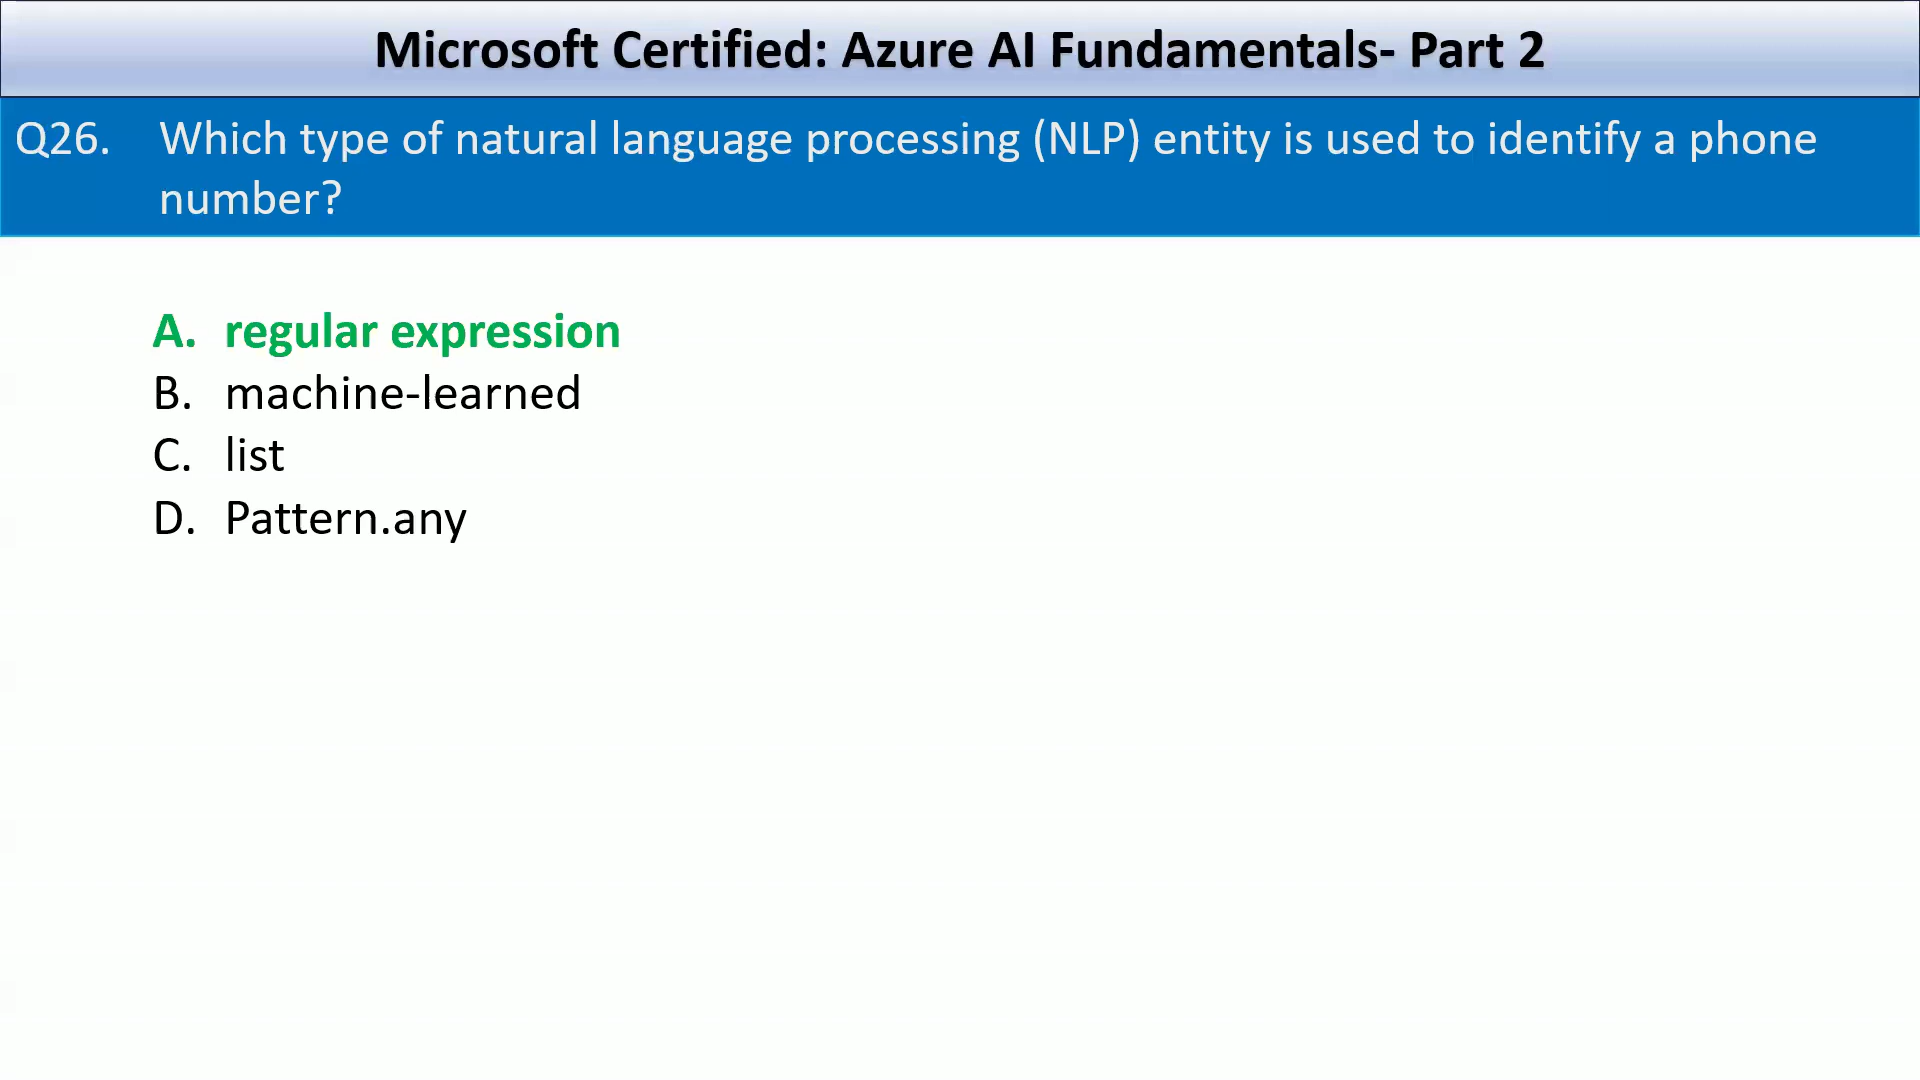 Microsoft Certified: Azure AI Fundamentals- Part 2
Q26. Which type of natural language processing (NLP) entity is used to identify a phone
number?
A. regular expression
B. machine-learned
C. list
D. Pattern.any